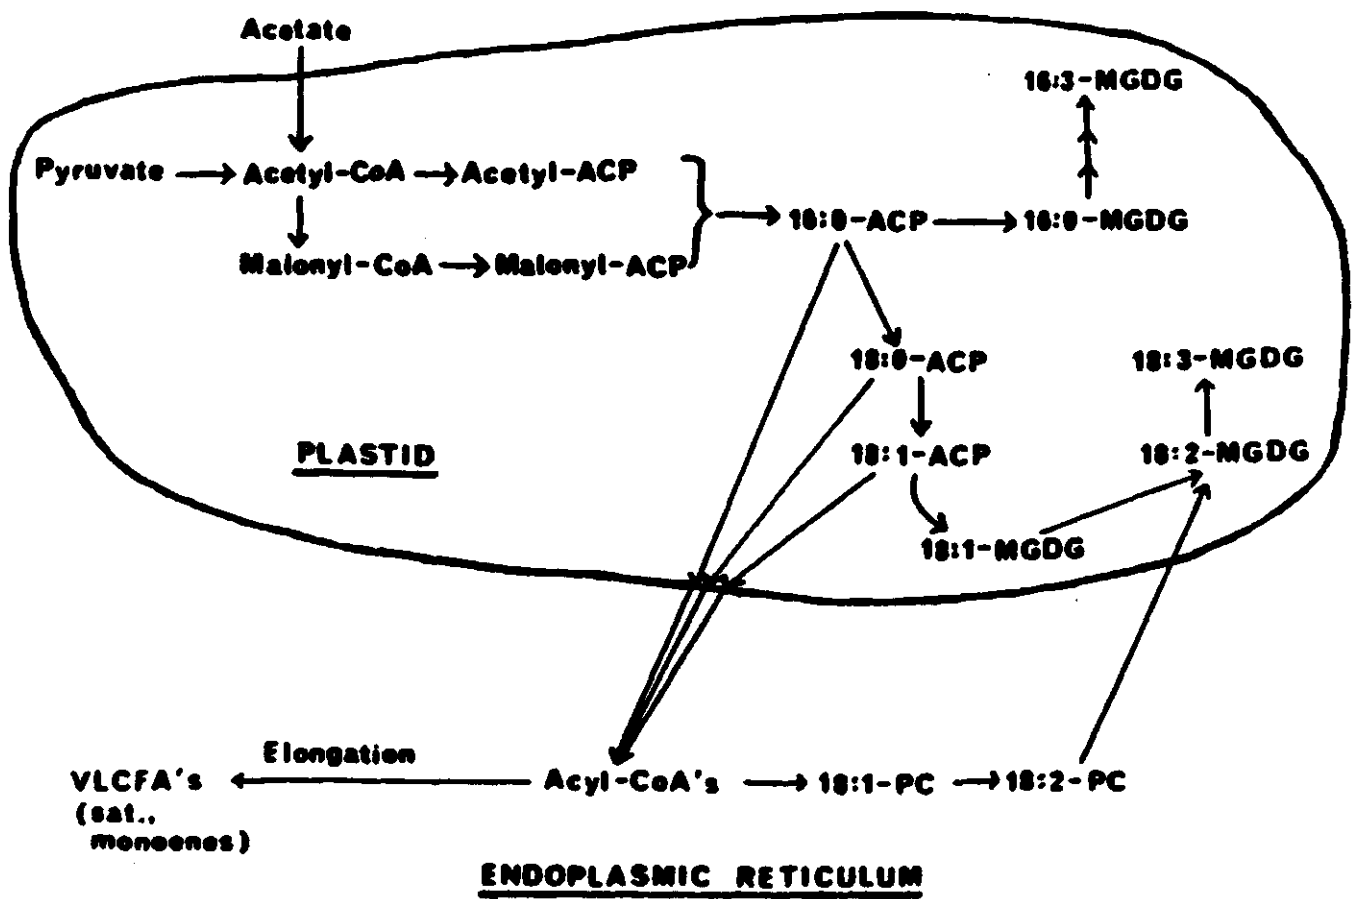 Acetate
16:3-MGDG
Pyruvate → Acetyl-CoA → Acetyl-ACP
16:0-ACP → 16:0-MGDG
Malonyl-CoA → Malonyl-ACP
18:0-ACP
18:3-MGDG
PLASTID
18:1-ACP
18:2-MGDG
18:1-MGDG
Elongation
VLCFA's
Acyl-CoA's → 18:1-PC → 18:2-PC
(sat.,
monoenes)
ENDOPLASMIC RETICULUM